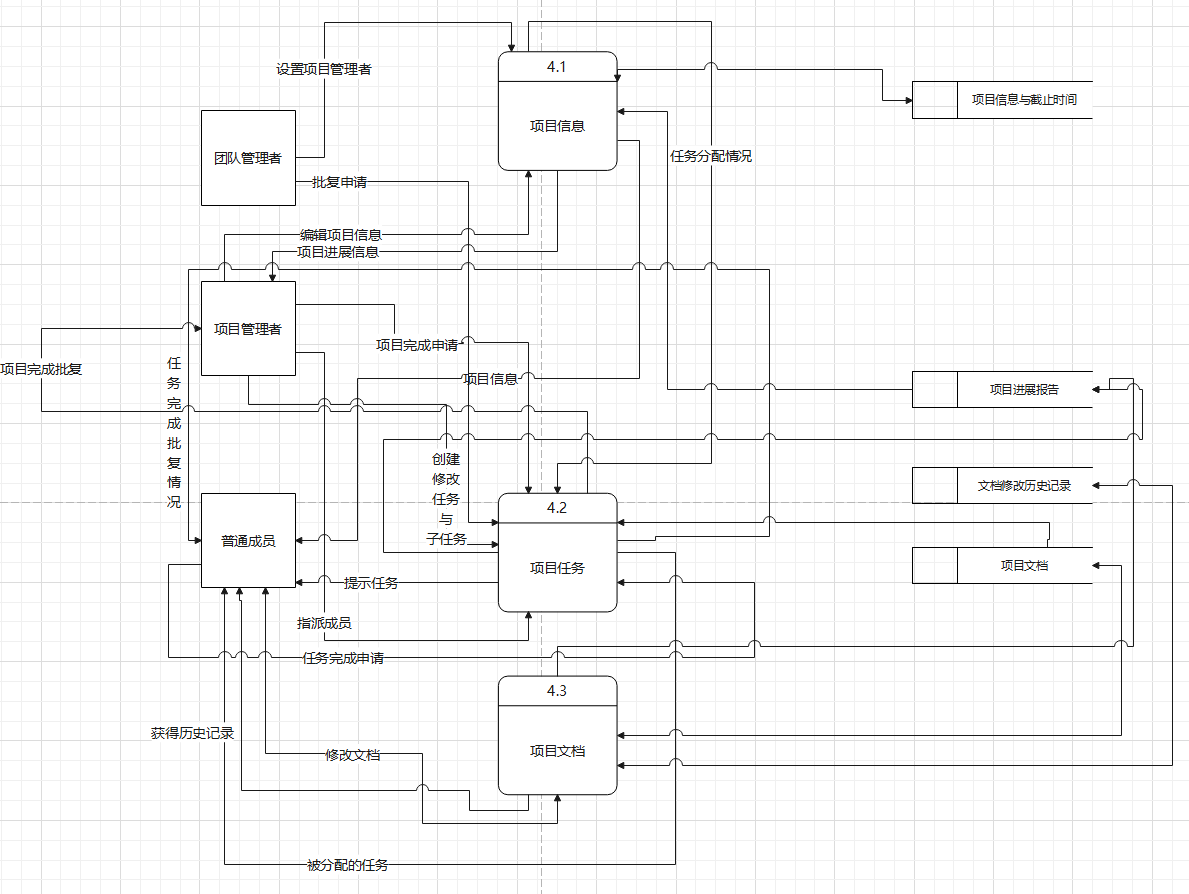 4.1
设置项目管理者
项目信息与截止时间
项目信息
任务分配情况
团队管理者
批复申请
编辑项目信息
项目进展信息
项目管理者
项目完成申请
项目完成批复
项目信息
项目进展报告
任
务
完
成
批
复
情
况
创建
修改
任务
与
子任务
文档修改历史记录
4.2
普通成员
项目任务
项目文档
提示任务
指派成员
任务完成申请
4.3
获得历史记录
修改文档
项目文档
被分配的任务